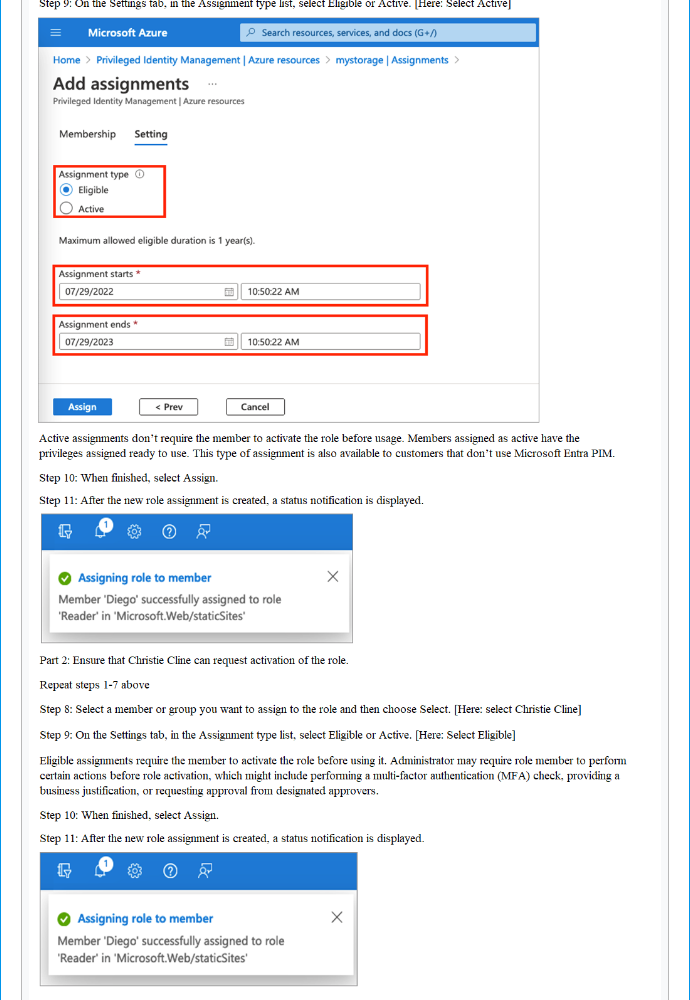 Step 9: On the Settings tab, in the Assignment type list, select Eligible or Active. [Here: Select Active]
Microsoft Azure
Search resources, services, and docs (G+/)
Home > Privileged Identity Management | Azure resources > mystorage | Assignments >
Add assignments ...
Privileged Identity Management | Azure resources
Membership Setting
Assignment type
Eligible
Active
Maximum allowed eligible duration is 1 year(s).
Assignment starts *
07/29/2022 10:50:22 AM
Assignment ends *
07/29/2023 10:50:22 AM
Assign < Prev Cancel
Active assignments don't require the member to activate the role before usage. Members assigned as active have the
privileges assigned ready to use. This type of assignment is also available to customers that don't use Microsoft Entra PIM.
Step 10: When finished, select Assign.
Step 11: After the new role assignment is created, a status notification is displayed.
1
Assigning role to member
Member 'Diego' successfully assigned to role
'Reader' in 'Microsoft.Web/staticSites'
Part 2: Ensure that Christie Cline can request activation of the role.
Repeat steps 1-7 above
Step 8: Select a member or group you want to assign to the role and then choose Select. [Here: select Christie Cline]
Step 9: On the Settings tab, in the Assignment type list, select Eligible or Active. [Here: Select Eligible]
Eligible assignments require the member to activate the role before using it. Administrator may require role member to perform
certain actions before role activation, which might include performing a multi-factor authentication (MFA) check, providing a
business justification, or requesting approval from designated approvers.
Step 10: When finished, select Assign.
Step 11: After the new role assignment is created, a status notification is displayed.
1
Assigning role to member
Member 'Diego' successfully assigned to role
'Reader' in 'Microsoft.Web/staticSites'